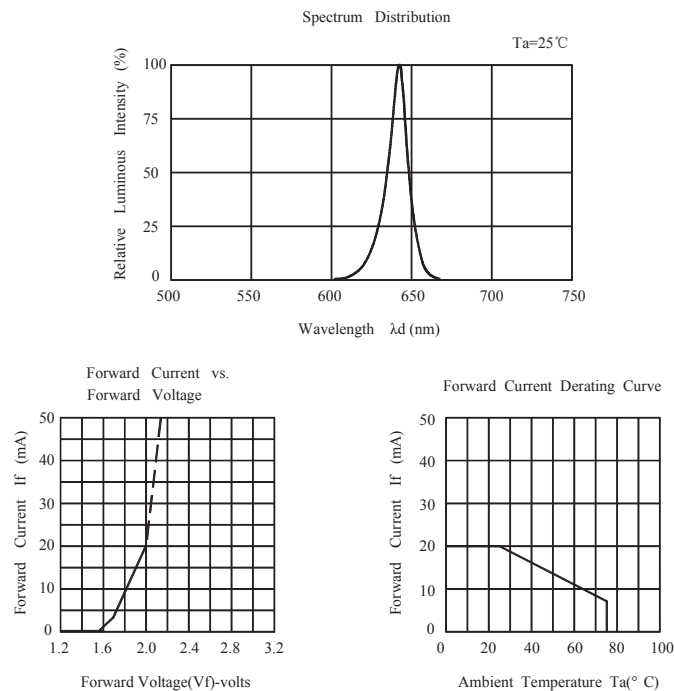 Spectrum Distribution
Ta=25℃
Relative Luminous Intensity (%)
100
75
50
25
0
500 550 600 650 700 750
Wavelength λd (nm)
Forward Current vs.
Forward Voltage
Forward Current If (mA)
50
40
30
20
10
0
1.2 1.6 2.0 2.4 2.8 3.2
Forward Voltage(Vf)-volts
Forward Current Derating Curve
Forward Current If (mA)
50
40
30
20
10
0
0 20 40 60 80 100
Ambient Temperature Ta(° C)